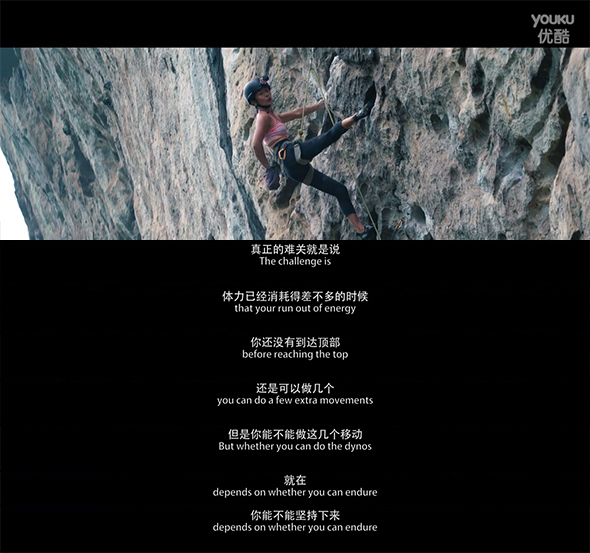 YOUKU
优酷
真正的难关就是说
The challenge is
体力已经消耗得差不多的时候
that your run out of energy
你还没有到达顶部
before reaching the top
还是可以做几个
you can do a few extra movements
但是你能不能做这几个移动
But whether you can do the dynos
就在
depends on whether you can endure
你能不能坚持下来
depends on whether you can endure